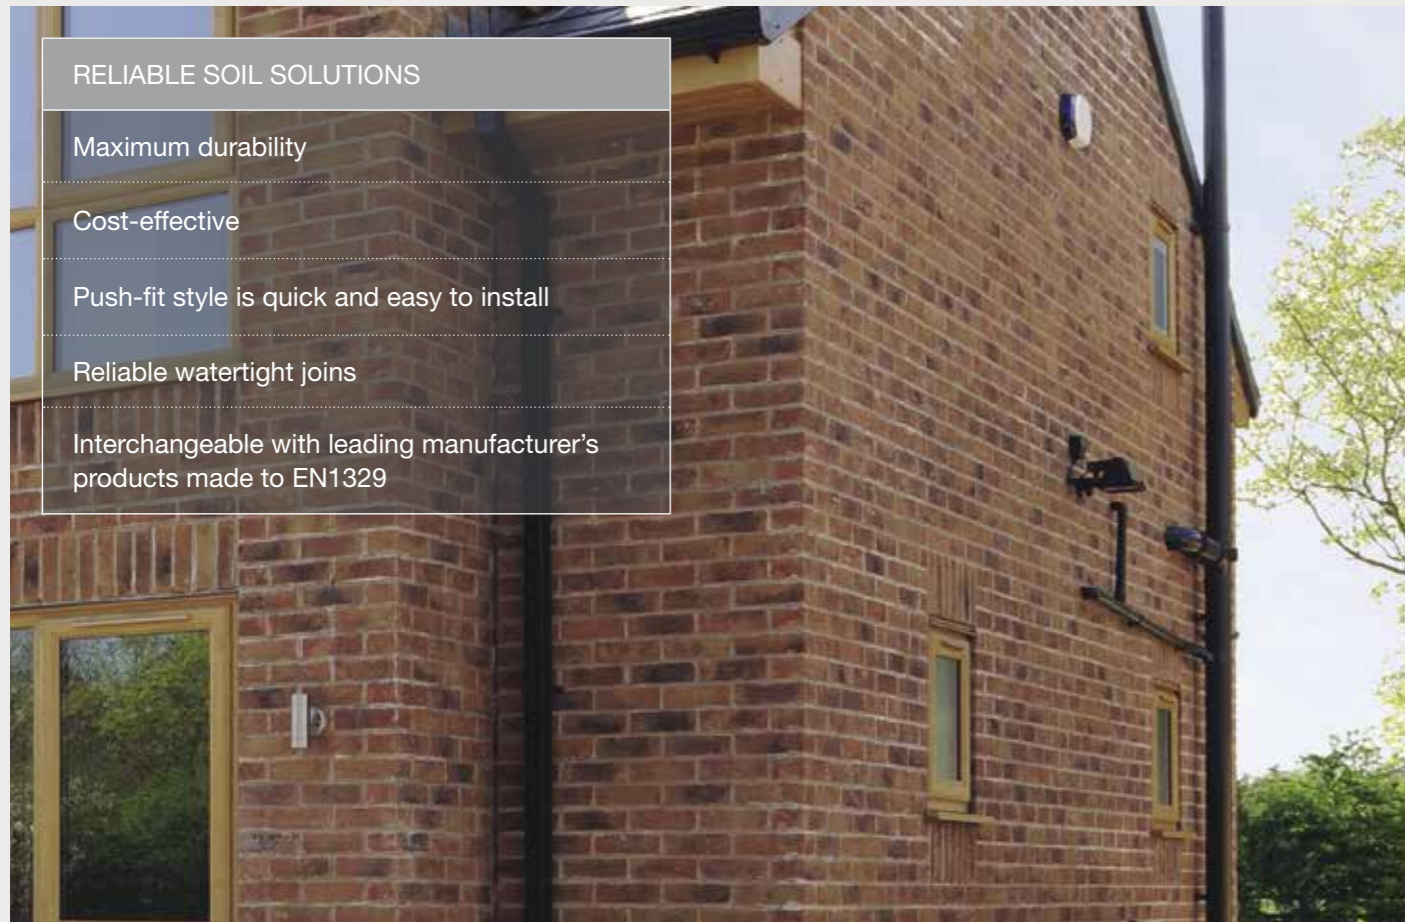 RELIABLE SOIL SOLUTIONS
Maximum durability
Cost-effective
Push-fit style is quick and easy to install
Reliable watertight joins
Interchangeable with leading manufacturer’s
products made to EN1329